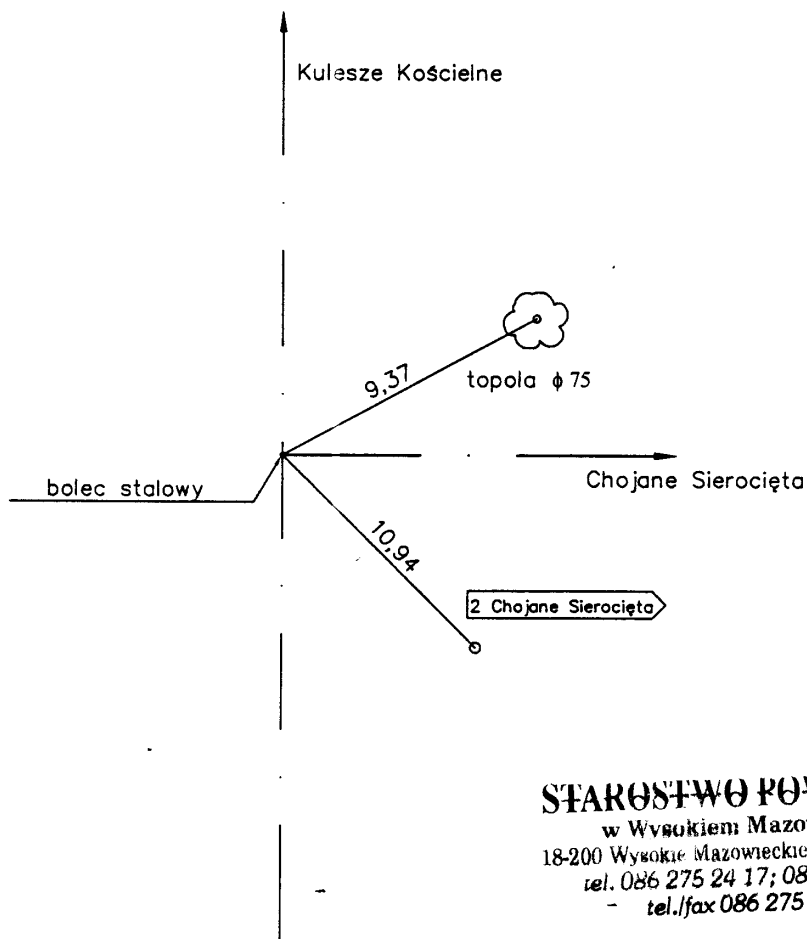 Kulesze Kościelne
9,37
topola ϕ 75
bolec stalowy
Chojane Sierocięta
10,94
2 Chojane Sierocięta
STAROSTWO
w Wysokiem
18-200 Wysokie
tel. 086 275 24 17; 08
tel./fax 086 275